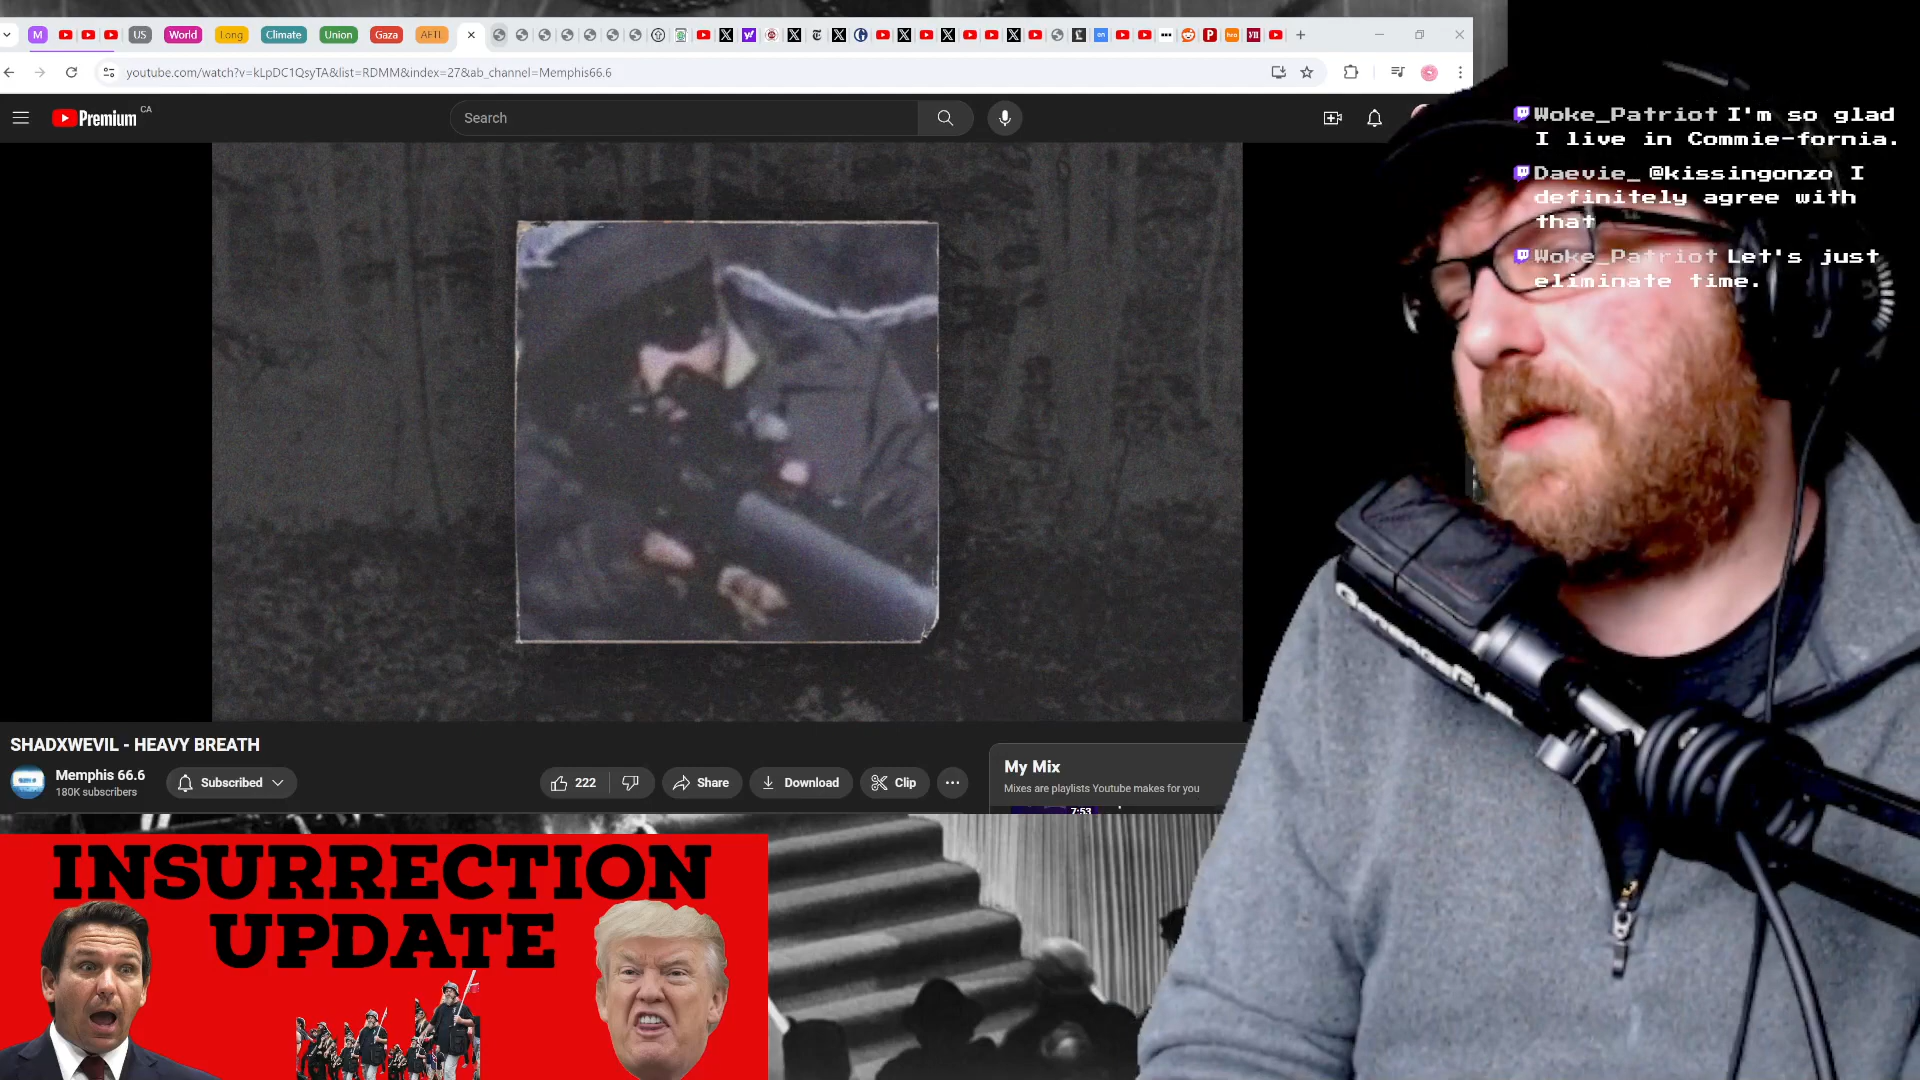 M
US
World
Long
Climate
Union
Gaza
AFTL
youtube.com/watch?v=kLpDC1QsyTA&list=RDMM&index=27&ab_channel=Memphis66.6
Premium
CA
Search
Woke_Patriot I'm so glad
I live in Commie-fornia.
Daevie_ @kissingonzo I
definitely agree with
that
Woke_Patriot Let's just
eliminate time.
SHADXWEVIL - HEAVY BREATH
Memphis 66.6
180K subscribers
Subscribed
222
Share
Download
Clip
My Mix
Mixes are playlists Youtube makes for you
7:53
INSURRECTION
UPDATE